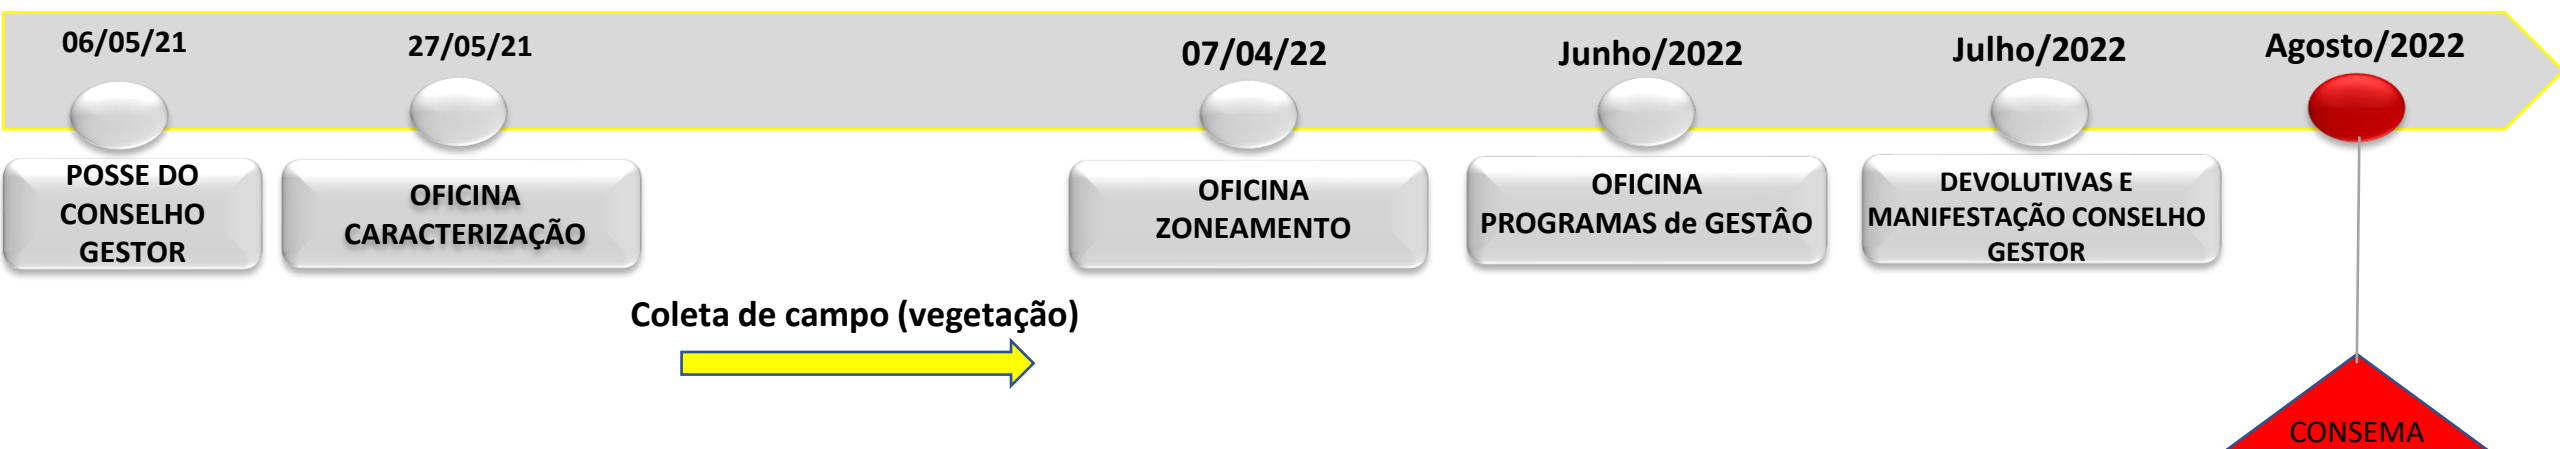 06/05/21
27/05/21
07/04/22
Junho/2022
Julho/2022
Agosto/2022
POSSE DO
CONSELHO
GESTOR
OFICINA
CARACTERIZAÇÃO
OFICINA
ZONEAMENTO
OFICINA
PROGRAMAS de GESTÂO
DEVOLUTIVAS E
MANIFESTAÇÃO CONSELHO
GESTOR
Coleta de campo (vegetação)
CONSEMA